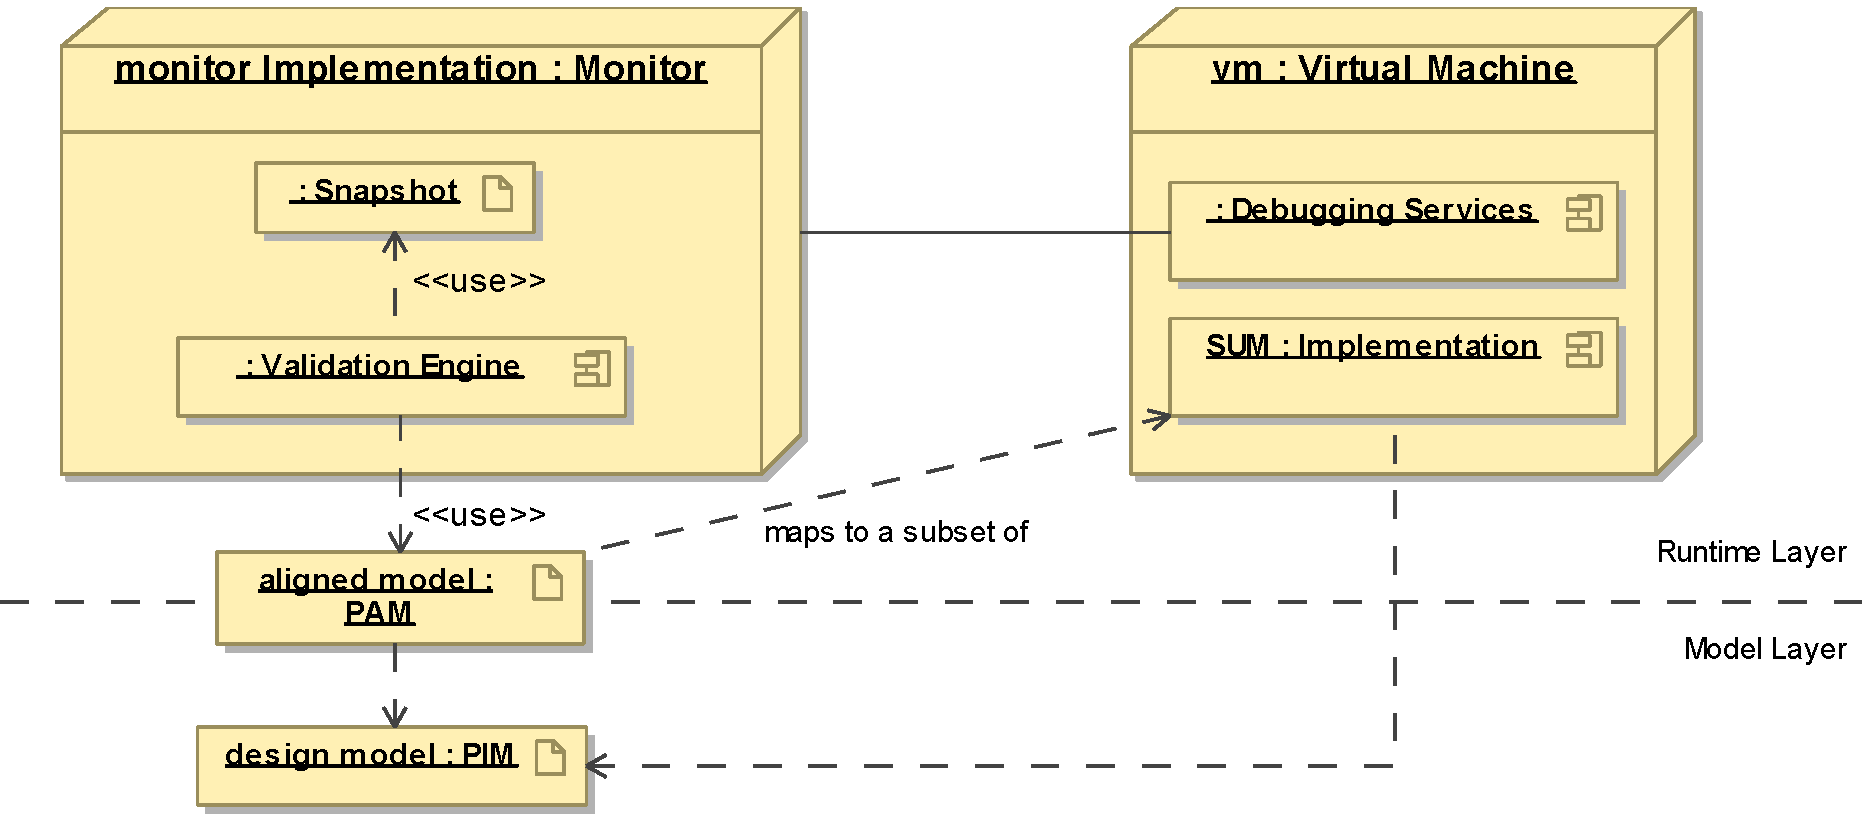 monitor Implementation : Monitor
vm : Virtual Machine
: Snapshot
: Debugging Services
<<use>>
SUM : Implementation
: Validation Engine
<<use>>
maps to a subset of
Runtime Layer
aligned model :
PAM
Model Layer
design model : PIM